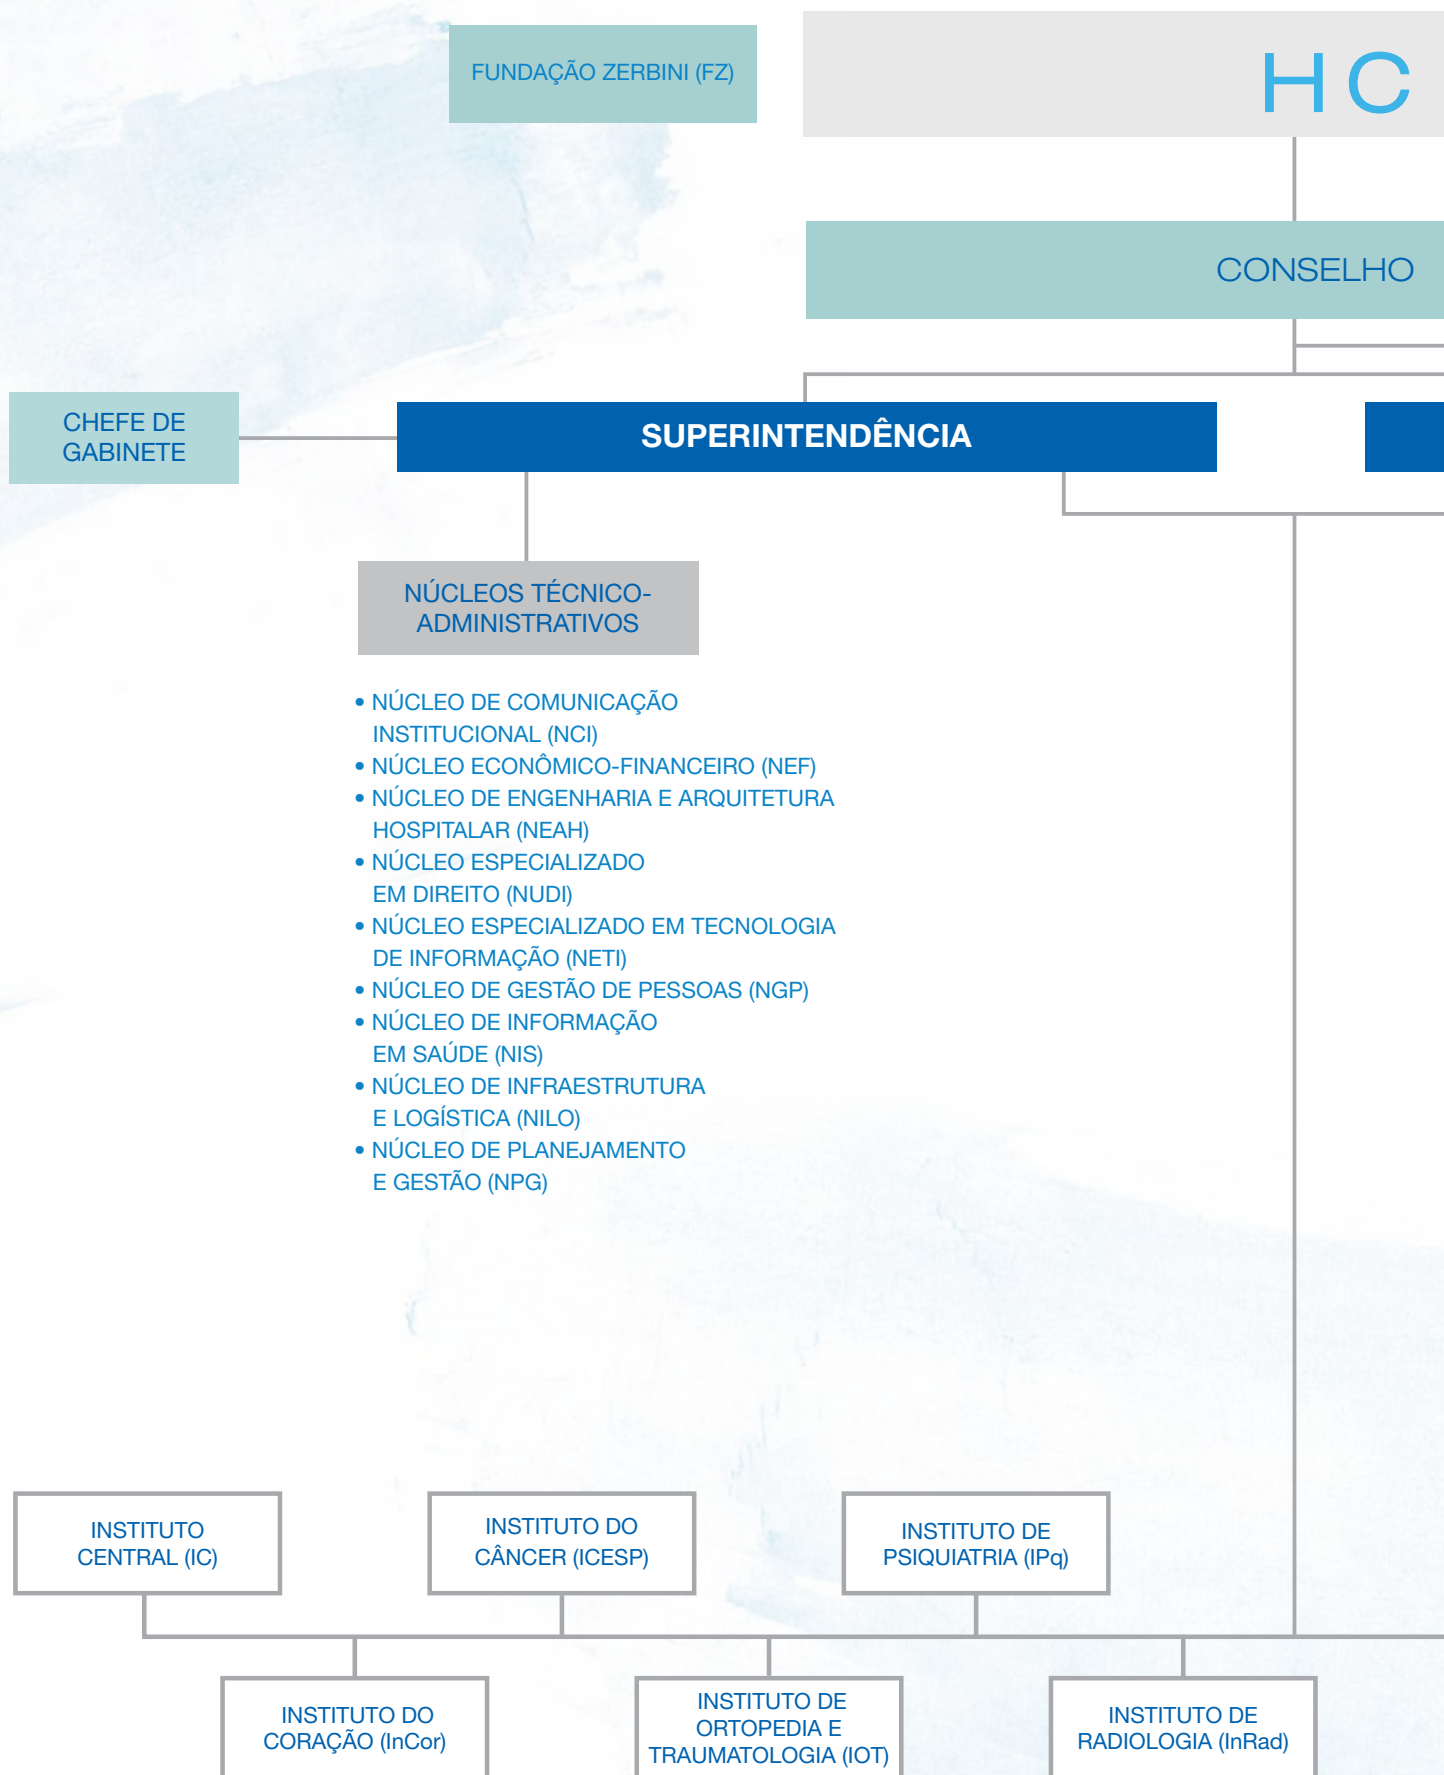 FUNDAÇÃO ZERBINI (FZ)
HC
CONSELHO
CHEFE DE
GABINETE
SUPERINTENDÊNCIA
NÚCLEOS TÉCNICO-
ADMINISTRATIVOS
• NÚCLEO DE COMUNICAÇÃO
INSTITUCIONAL (NCI)
• NÚCLEO ECONÔMICO-FINANCEIRO (NEF)
• NÚCLEO DE ENGENHARIA E ARQUITETURA
HOSPITALAR (NEAH)
• NÚCLEO ESPECIALIZADO
EM DIREITO (NUDI)
• NÚCLEO ESPECIALIZADO EM TECNOLOGIA
DE INFORMAÇÃO (NETI)
• NÚCLEO DE GESTÃO DE PESSOAS (NGP)
• NÚCLEO DE INFORMAÇÃO
EM SAÚDE (NIS)
• NÚCLEO DE INFRAESTRUTURA
E LOGÍSTICA (NILO)
• NÚCLEO DE PLANEJAMENTO
E GESTÃO (NPG)
INSTITUTO
CENTRAL (IC)
INSTITUTO DO
CÂNCER (ICESP)
INSTITUTO DE
PSIQUIATRIA (IPq)
INSTITUTO DO
CORAÇÃO (InCor)
INSTITUTO DE
ORTOPEDIA E
TRAUMATOLOGIA (IOT)
INSTITUTO DE
RADIOLOGIA (InRad)